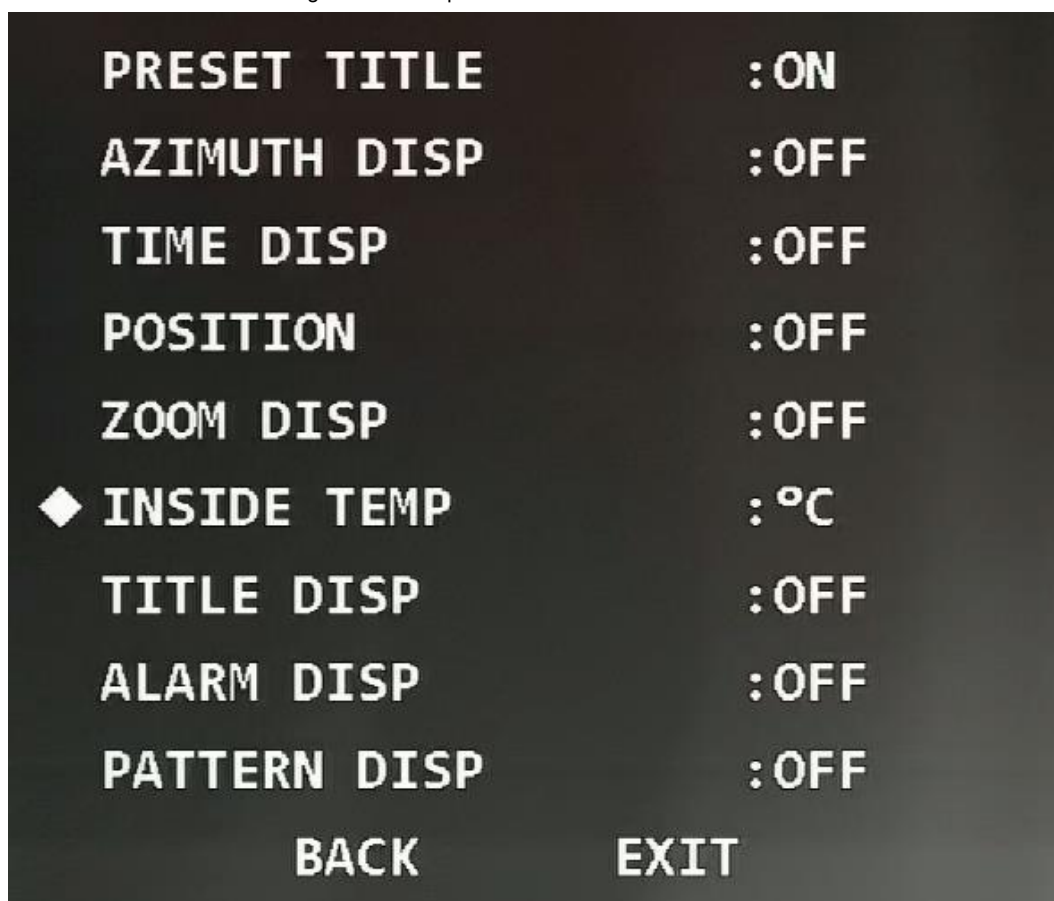 PRESET TITLE :ON
AZIMUTH DISP :OFF
TIME DISP :OFF
POSITION :OFF
ZOOM DISP :OFF
INSIDE TEMP :ºC
TITLE DISP :OFF
ALARM DISP :OFF
PATTERN DISP :OFF
BACK EXIT